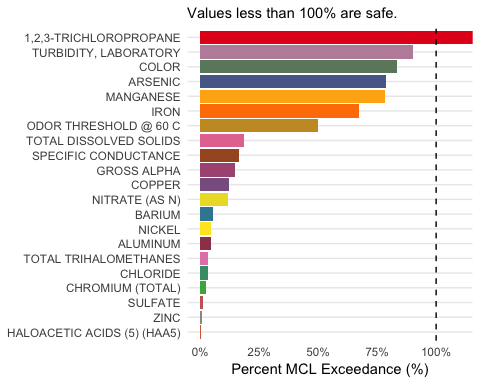 Values less than 100% are safe.
1,2,3-TRICHLOROPROPANE
TURBIDITY, LABORATORY
COLOR
ARSENIC
MANGANESE
IRON
ODOR THRESHOLD @ 60 C
TOTAL DISSOLVED SOLIDS
SPECIFIC CONDUCTANCE
GROSS ALPHA
COPPER
NITRATE (AS N)
BARIUM
NICKEL
ALUMINUM
TOTAL TRIHALOMETHANES
CHLORIDE
CHROMIUM (TOTAL)
SULFATE
ZINC
HALOACETIC ACIDS (5) (HAA5)
0% 25% 50% 75% 100%
Percent MCL Exceedance (%)